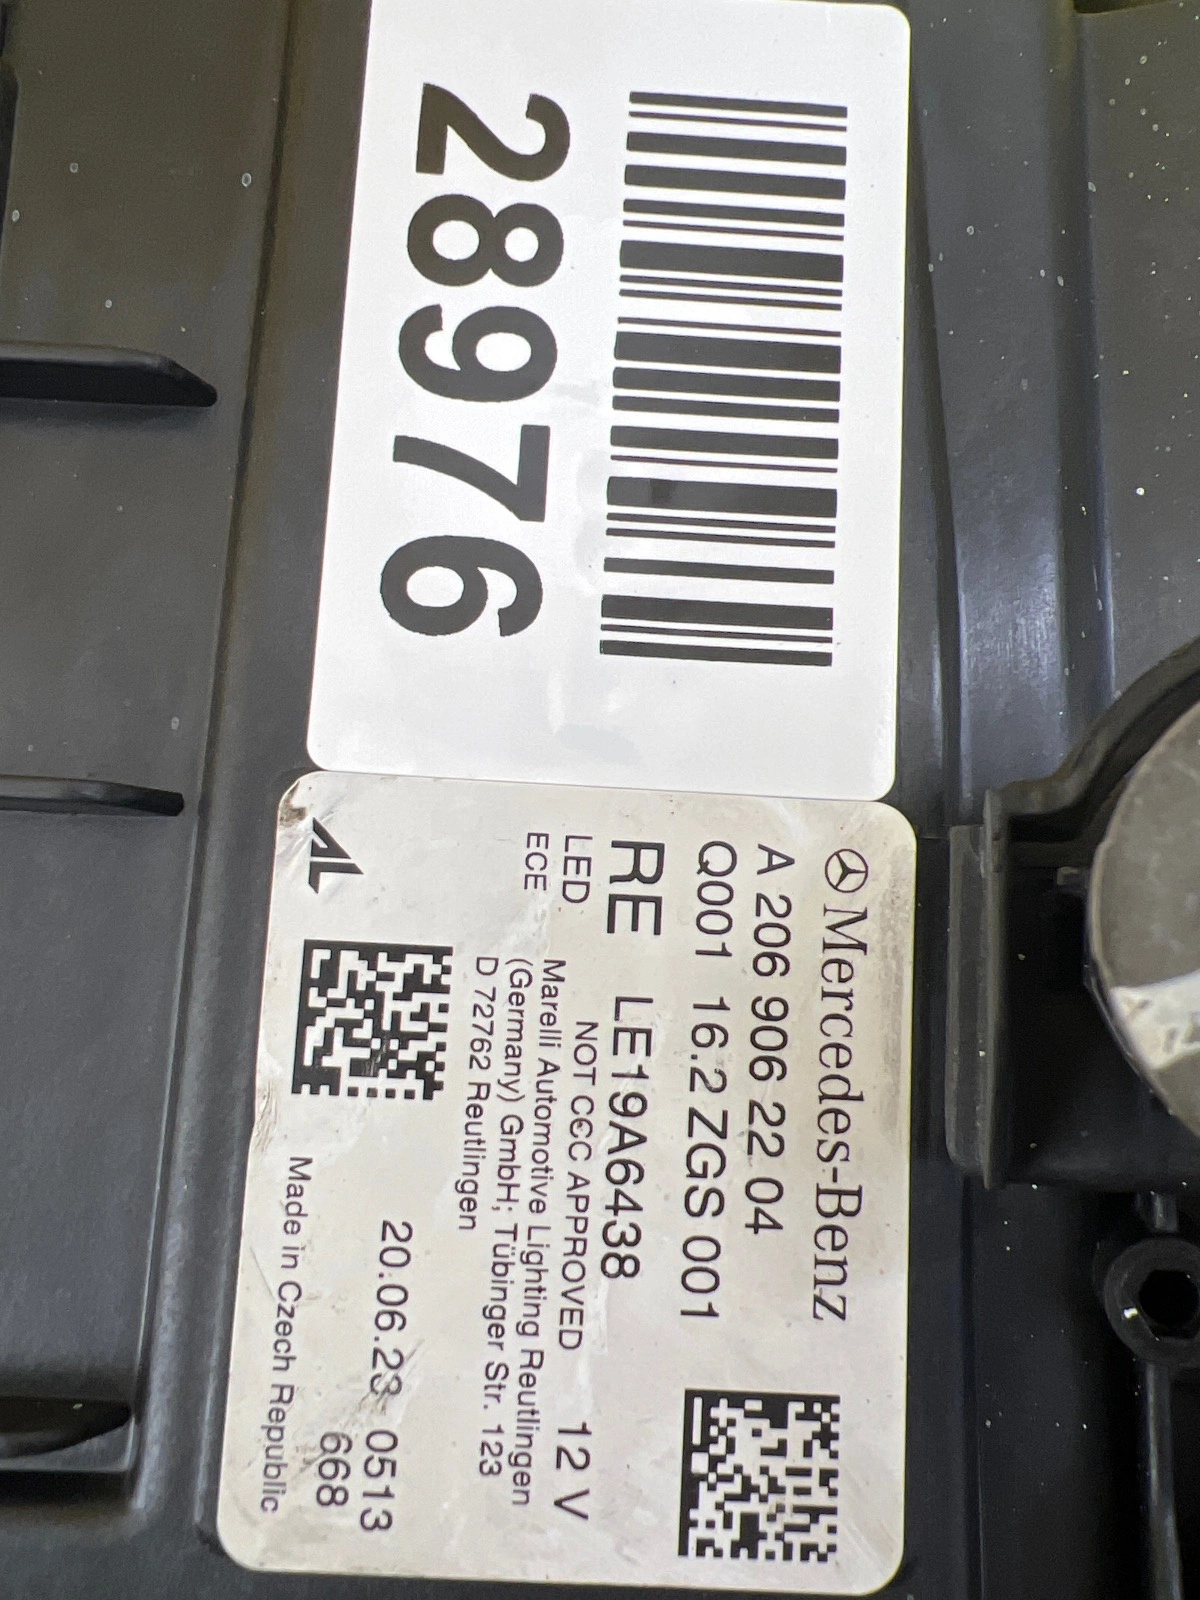 28976
Mercedes-Benz
A 206 906 22 04
Q001 16.2 ZGS 001
RE LE19A6438
LED NOT CCC APPROVED 12 V
ECE Marelli Automotive Lighting Reutlingen
(Germany) GmbH; Tübinger Str. 123
D 72762 Reutlingen
AL 20.06.23 0513
668
Made in Czech Republic